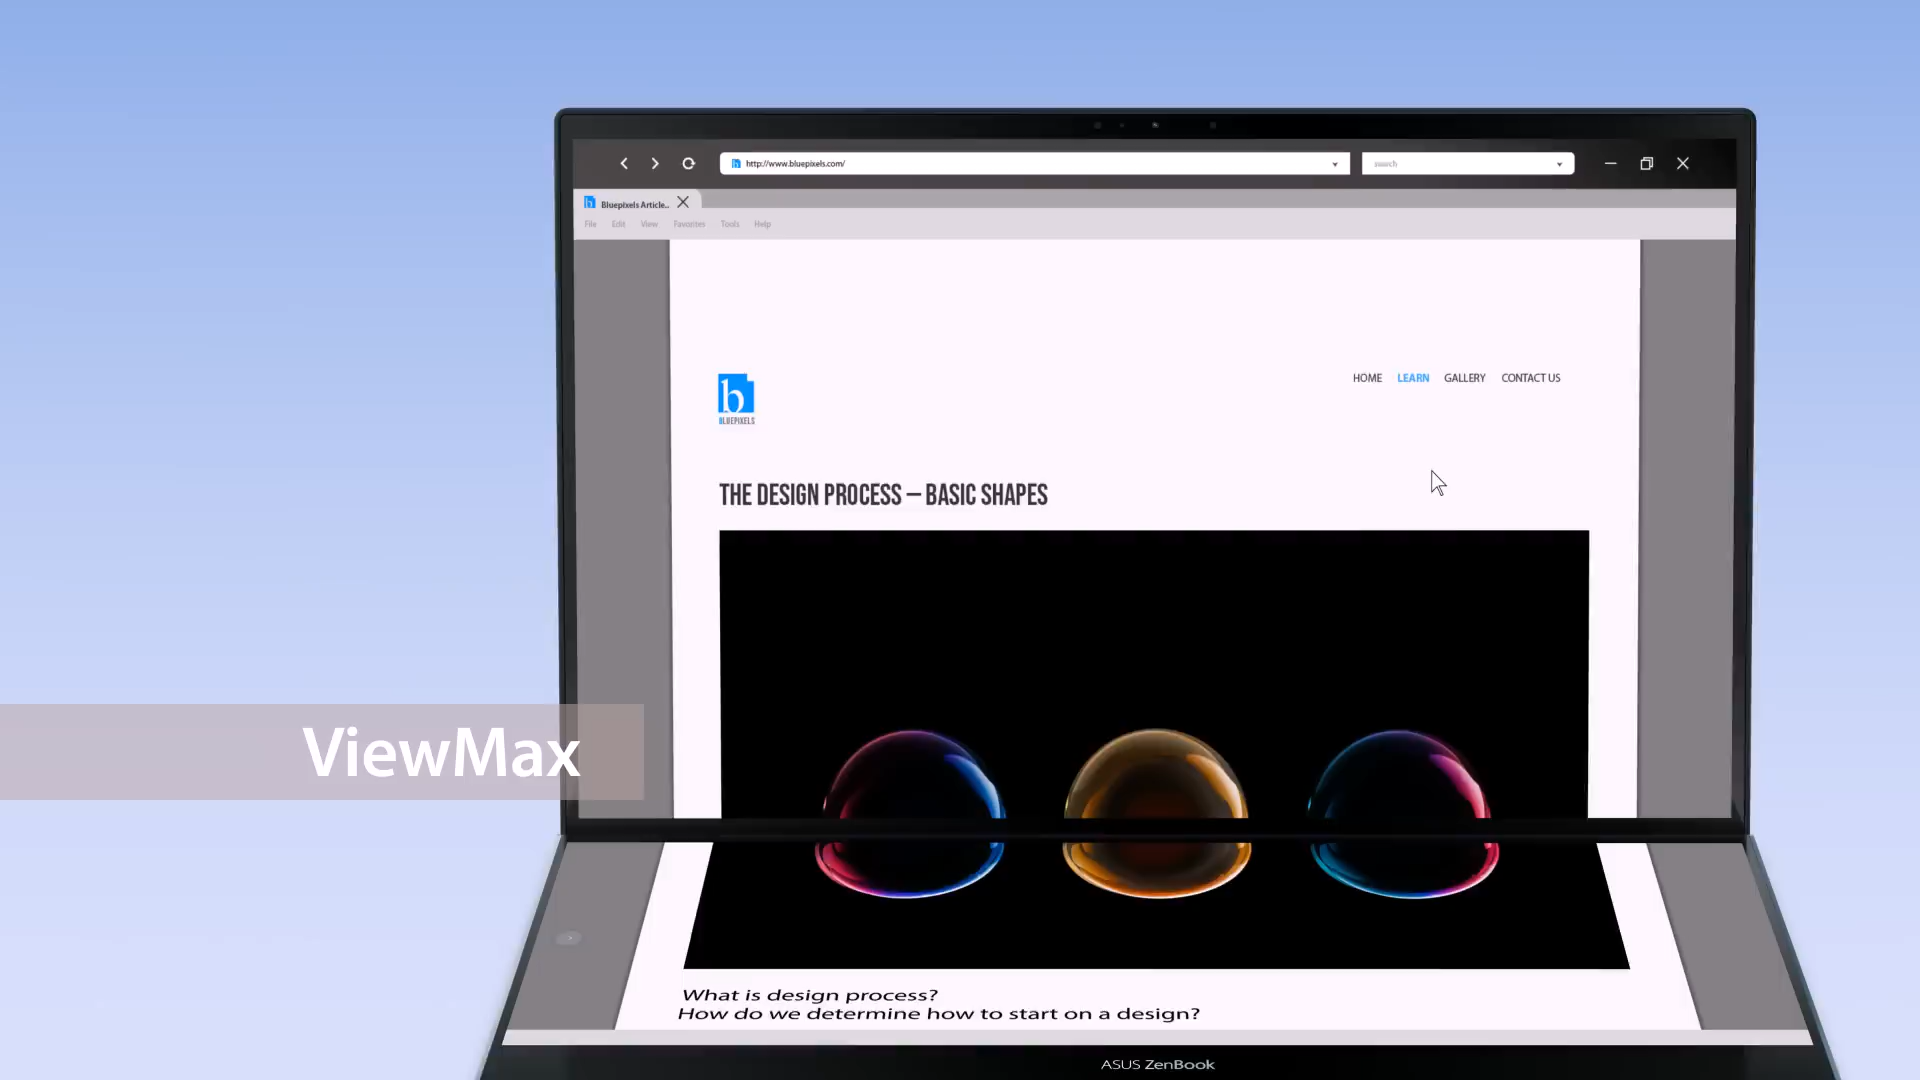 http://www.bluepixels.com/
search
Bluepixels Article..
File Edit View Favorites Tools Help
b
BLUEPIXELS
HOME LEARN GALLERY CONTACT US
THE DESIGN PROCESS – BASIC SHAPES
ViewMax
What is design process?
How do we determine how to start on a design?
ASUS ZenBook